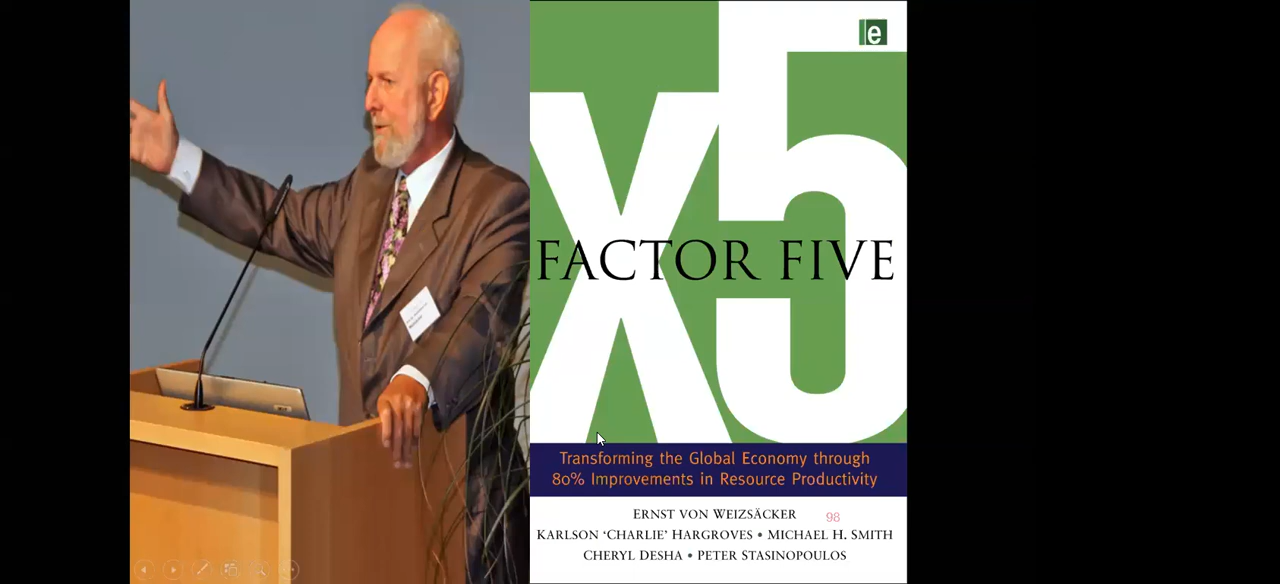 e
X5
FACTOR FIVE
Transforming the Global Economy through
80% Improvements in Resource Productivity
ERNST VON WEIZSÄCKER
98
KARLSON ‘CHARLIE’ HARGROVES • MICHAEL H. SMITH
CHERYL DESHA • PETER STASINOPOULOS